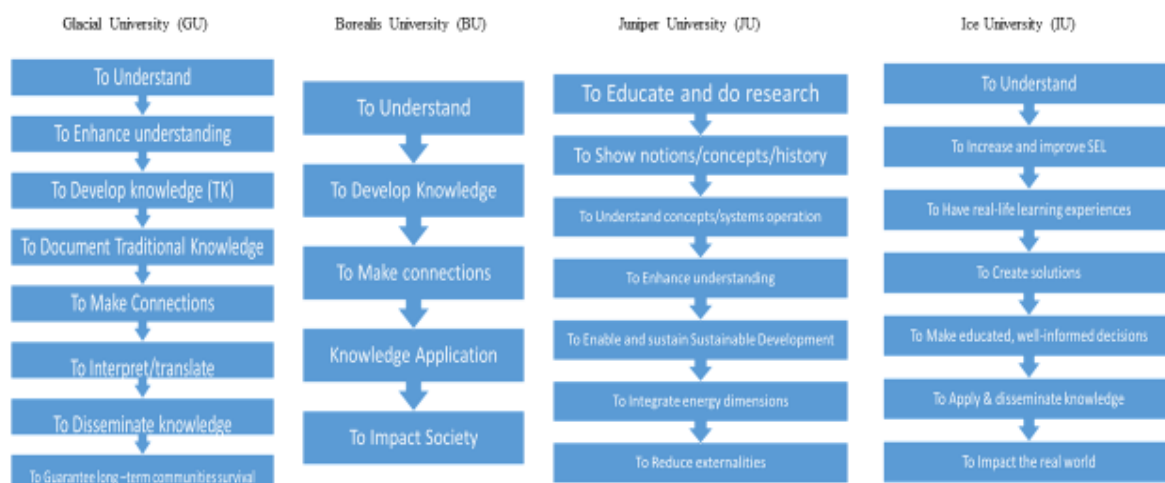 Glacial University (GU)
To Understand
To Enhance understanding
To Develop knowledge (TK)
To Document Traditional Knowledge
To Make Connections
To Interpret/translate
To Disseminate knowledge
To Guarantee long –term communities survival
Borealis University (BU)
To Understand
To Develop Knowledge
To Make connections
Knowledge Application
To Impact Society
Juniper University (JU)
To Educate and do research
To Show notions/concepts/history
To Understand concepts/systems operation
To Enhance understanding
To Enable and sustain Sustainable Development
To Integrate energy dimensions
To Reduce externalities
Ice University (IU)
To Understand
To Increase and improve SEL
To Have real-life learning experiences
To Create solutions
To Make educated, well-informed decisions
To Apply & disseminate knowledge
To Impact the real world